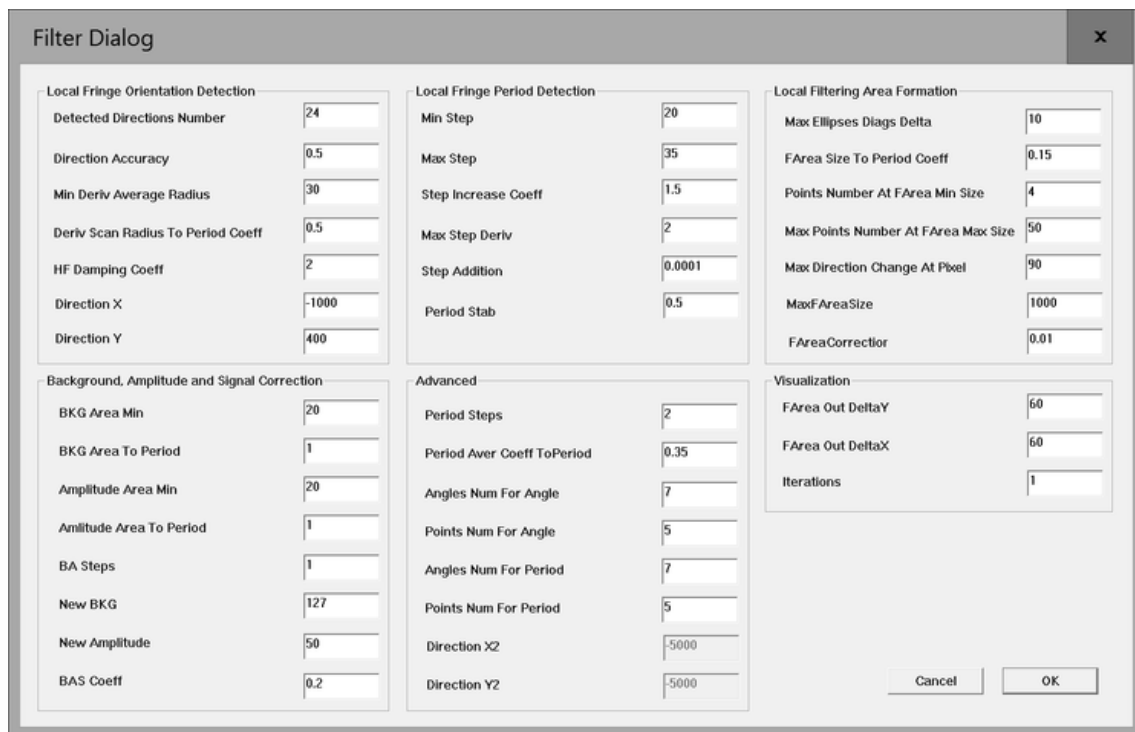 Filter Dialog
x
Local Fringe Orientation Detection
Detected Directions Number 24
Direction Accuracy 0.5
Min Deriv Average Radius 30
Deriv Scan Radius To Period Coeff 0.5
HF Damping Coeff 2
Direction X -1000
Direction Y 400
Local Fringe Period Detection
Min Step 20
Max Step 35
Step Increase Coeff 1.5
Max Step Deriv 2
Step Addition 0.0001
Period Stab 0.5
Local Filtering Area Formation
Max Ellipses Diags Delta 10
FArea Size To Period Coeff 0.15
Points Number At FArea Min Size 4
Max Points Number At FArea Max Size 50
Max Direction Change At Pixel 90
MaxFAreaSize 1000
FAreaCorrectior 0.01
Background, Amplitude and Signal Correction
BKG Area Min 20
BKG Area To Period 1
Amplitude Area Min 20
Amlitude Area To Period 1
BA Steps 1
New BKG 127
New Amplitude 50
BAS Coeff 0.2
Advanced
Period Steps 2
Period Aver Coeff ToPeriod 0.35
Angles Num For Angle 7
Points Num For Angle 5
Angles Num For Period 7
Points Num For Period 5
Direction X2 -5000
Direction Y2 -5000
Visualization
FArea Out DeltaY 60
FArea Out DeltaX 60
Iterations 1
Cancel OK